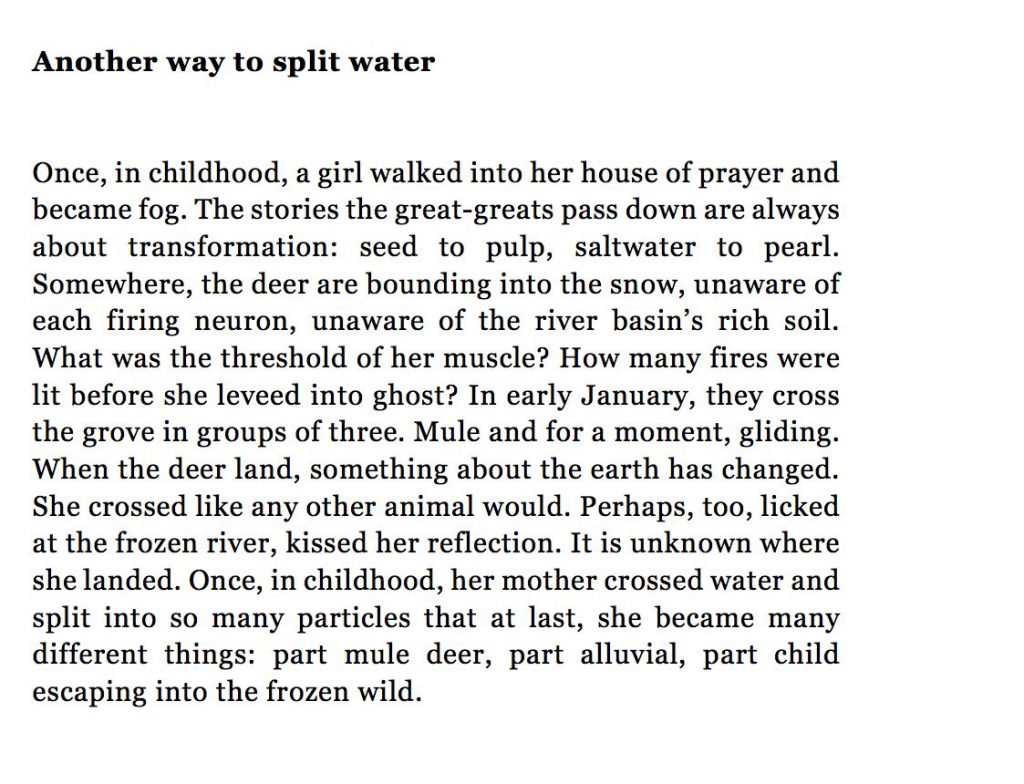 Another way to split water
Once, in childhood, a girl walked into her house of prayer and
became fog. The stories the great-greats pass down are always
about transformation: seed to pulp, saltwater to pearl.
Somewhere, the deer are bounding into the snow, unaware of
each firing neuron, unaware of the river basin’s rich soil.
What was the threshold of her muscle? How many fires were
lit before she leveed into ghost? In early January, they cross
the grove in groups of three. Mule and for a moment, gliding.
When the deer land, something about the earth has changed.
She crossed like any other animal would. Perhaps, too, licked
at the frozen river, kissed her reflection. It is unknown where
she landed. Once, in childhood, her mother crossed water and
split into so many particles that at last, she became many
different things: part mule deer, part alluvial, part child
escaping into the frozen wild.